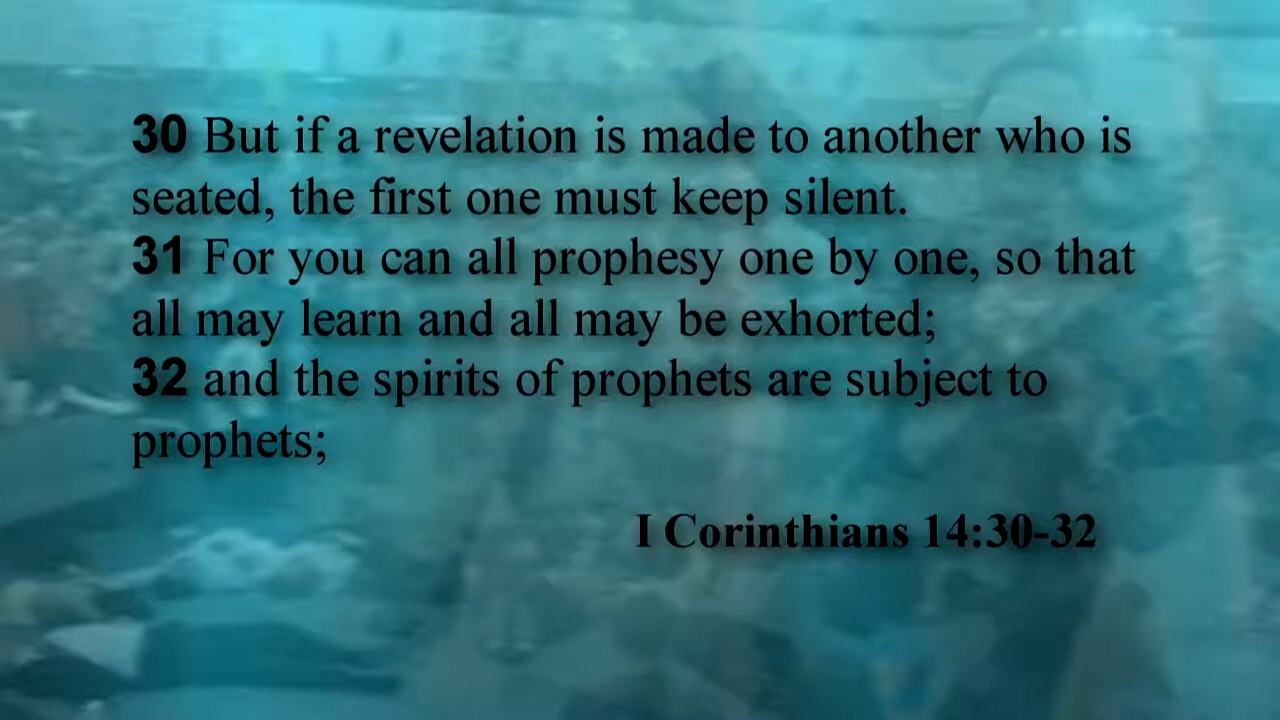 30 But if a revelation is made to another who is
seated, the first one must keep silent.
31 For you can all prophesy one by one, so that
all may learn and all may be exhorted;
32 and the spirits of prophets are subject to
prophets;
I Corinthians 14:30-32